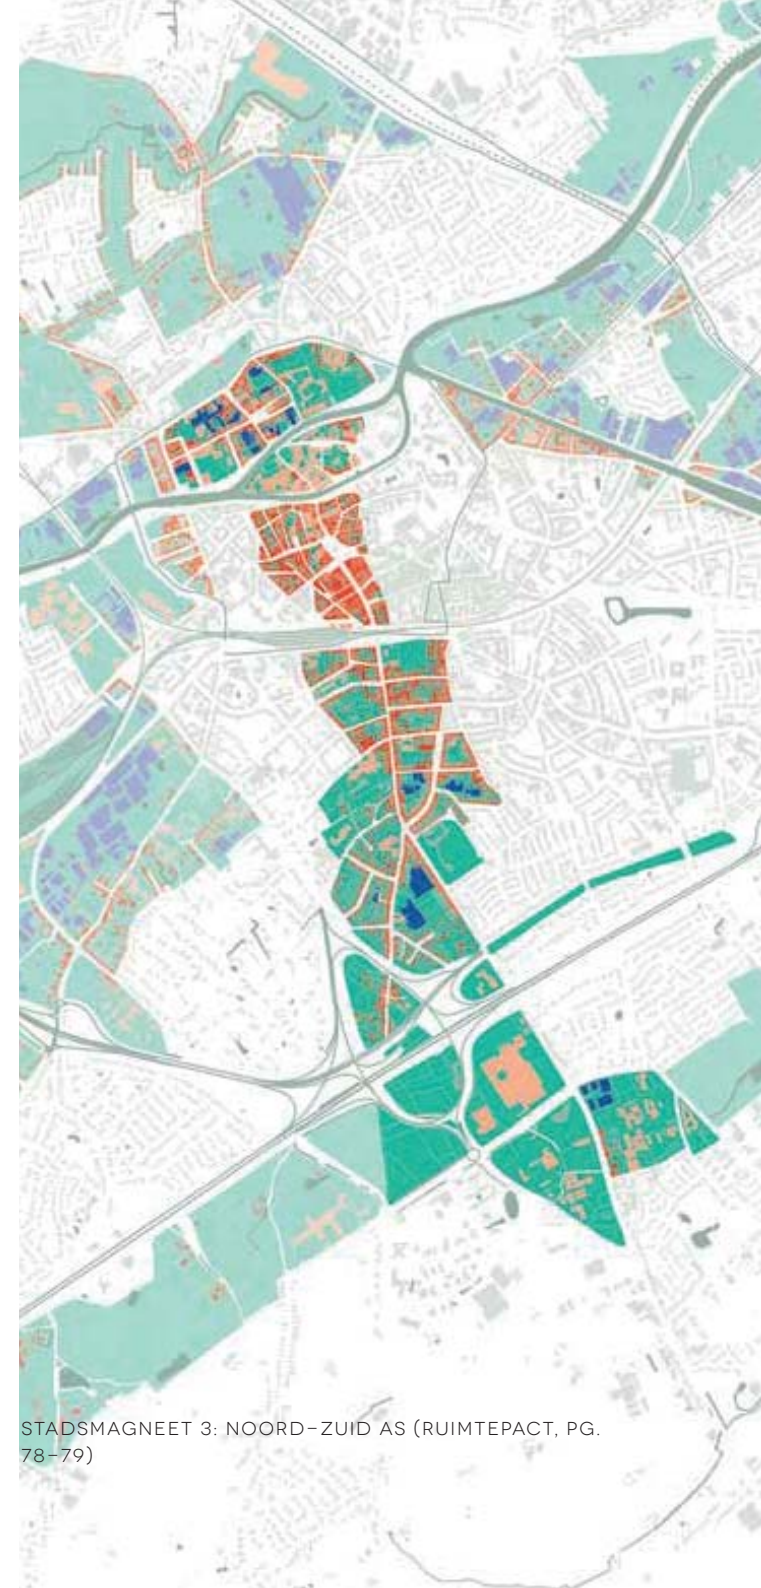 STADSMAGNEET 3: NOORD-ZUID AS (RUIMTEPACT, PG.
78-79)